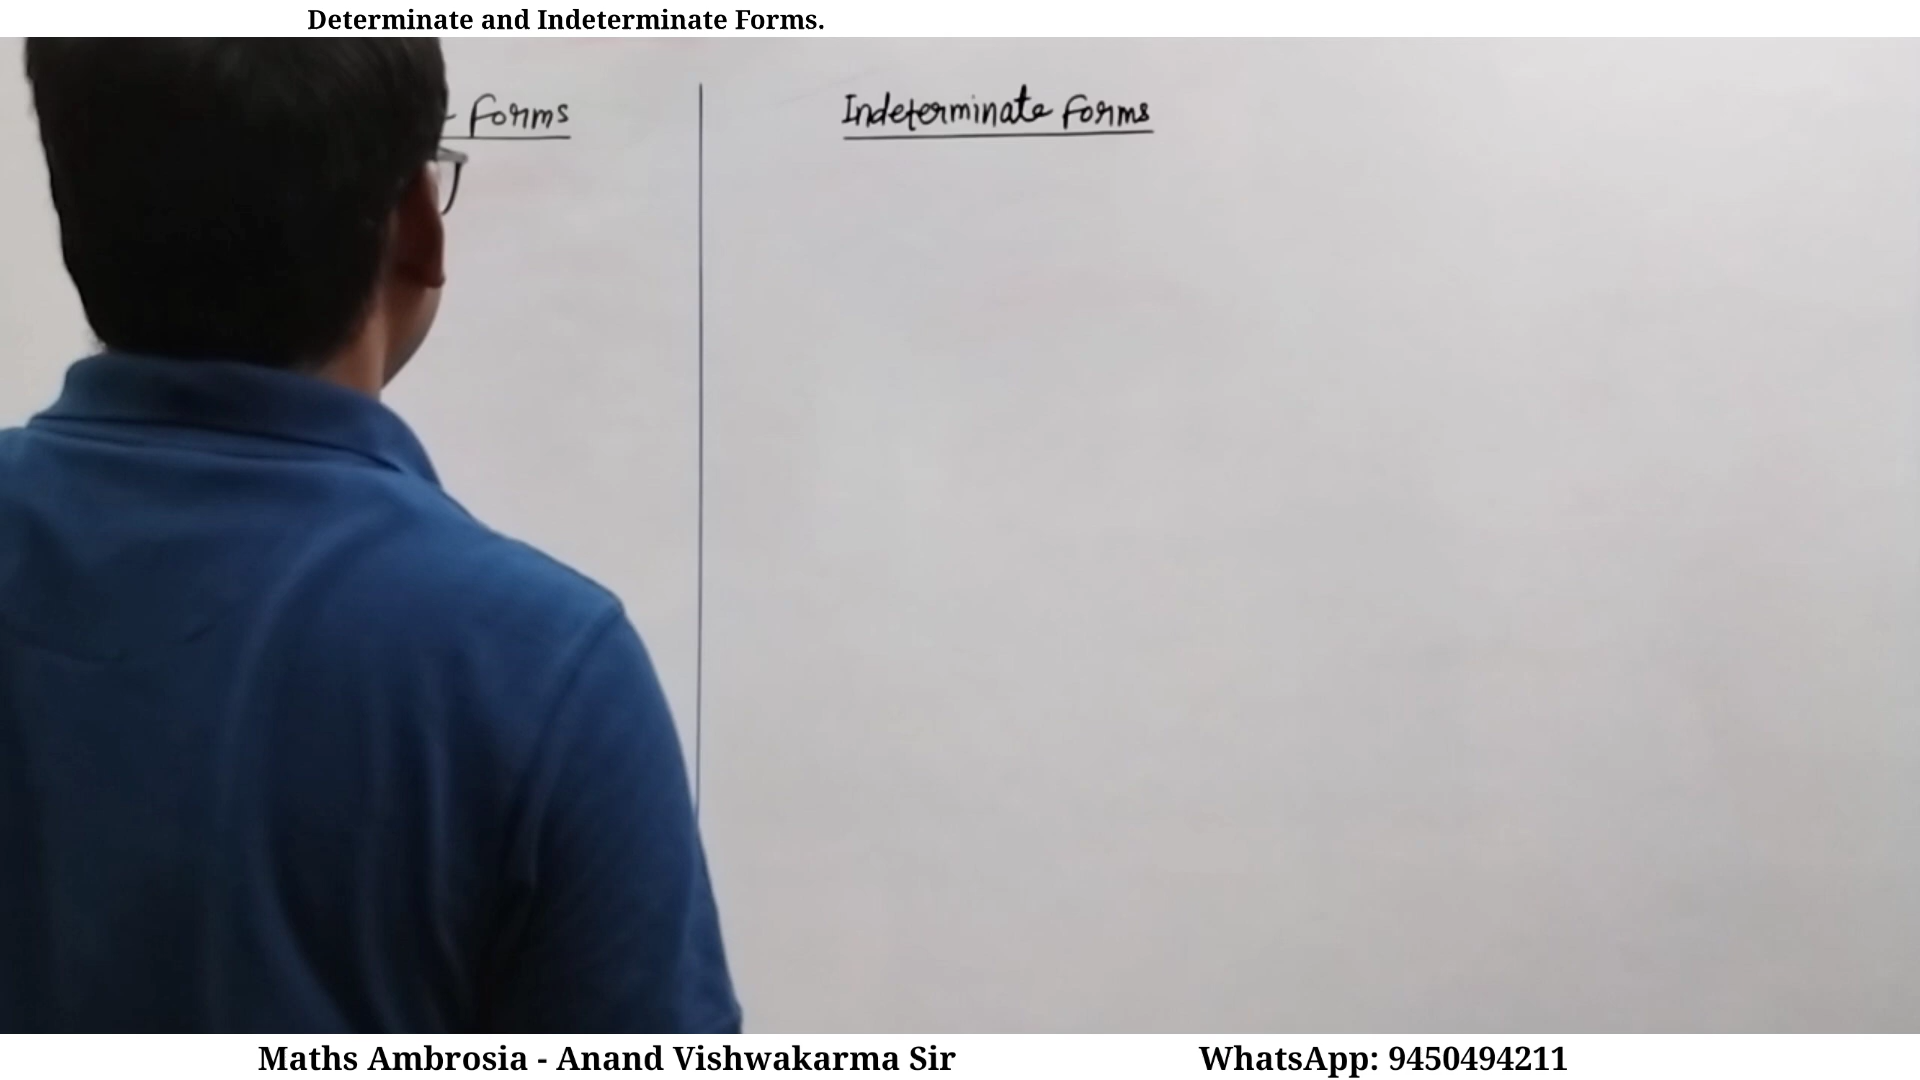 Determinate and Indeterminate Forms.
Forms
Indeterminate Forms
Maths Ambrosia - Anand Vishwakarma Sir
WhatsApp: 9450494211